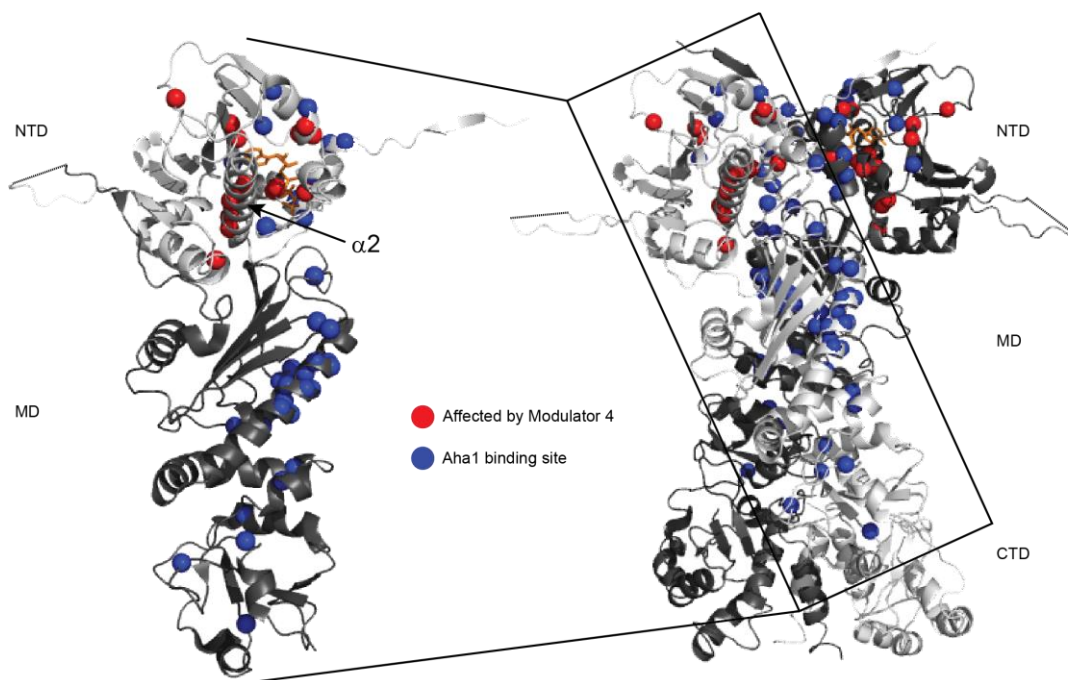 NTD
α2
MD
Affected by Modulator 4
Aha1 binding site
NTD
MD
CTD